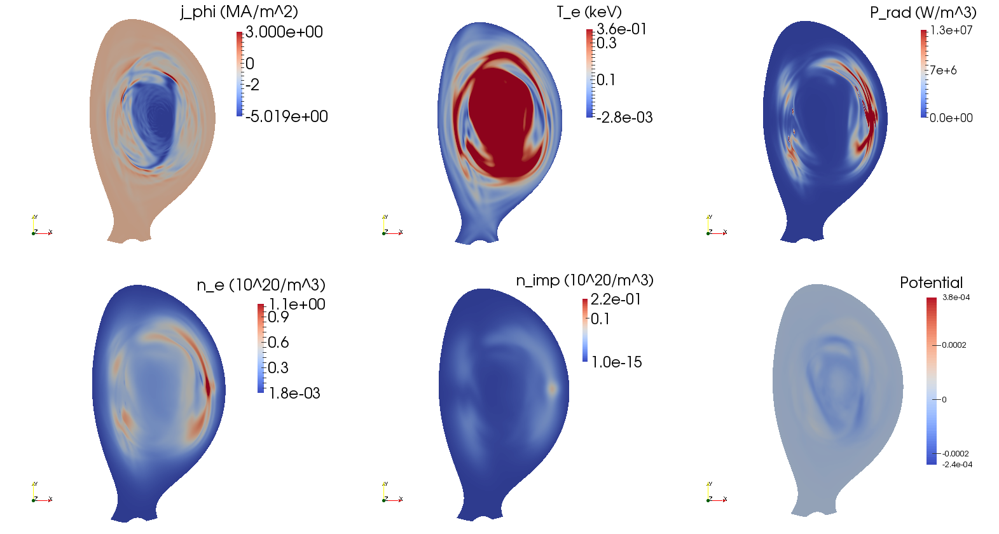 j_phi (MA/m^2)
3.000e+00
0
-2
-5.019e+00
T_e (keV)
3.6e-01
0.3
0.1
-2.8e-03
P_rad (W/m^3)
1.3e+07
7e+6
0.0e+00
Y
Z X
Y
Z X
Y
Z X
n_e (10^20/m^3)
1.1e+00
0.9
0.6
0.3
1.8e-03
n_imp (10^20/m^3)
2.2e-01
0.1
1.0e-15
Potential
3.8e-04
0.0002
0
-0.0002
-2.4e-04
Y
Z X
Y
Z X
Y
Z X